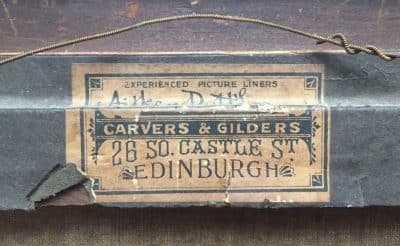 EXPERIENCED PICTURE LINERS
CARVERS & GILDERS
26 SO. CASTLE ST.
EDINBURGH